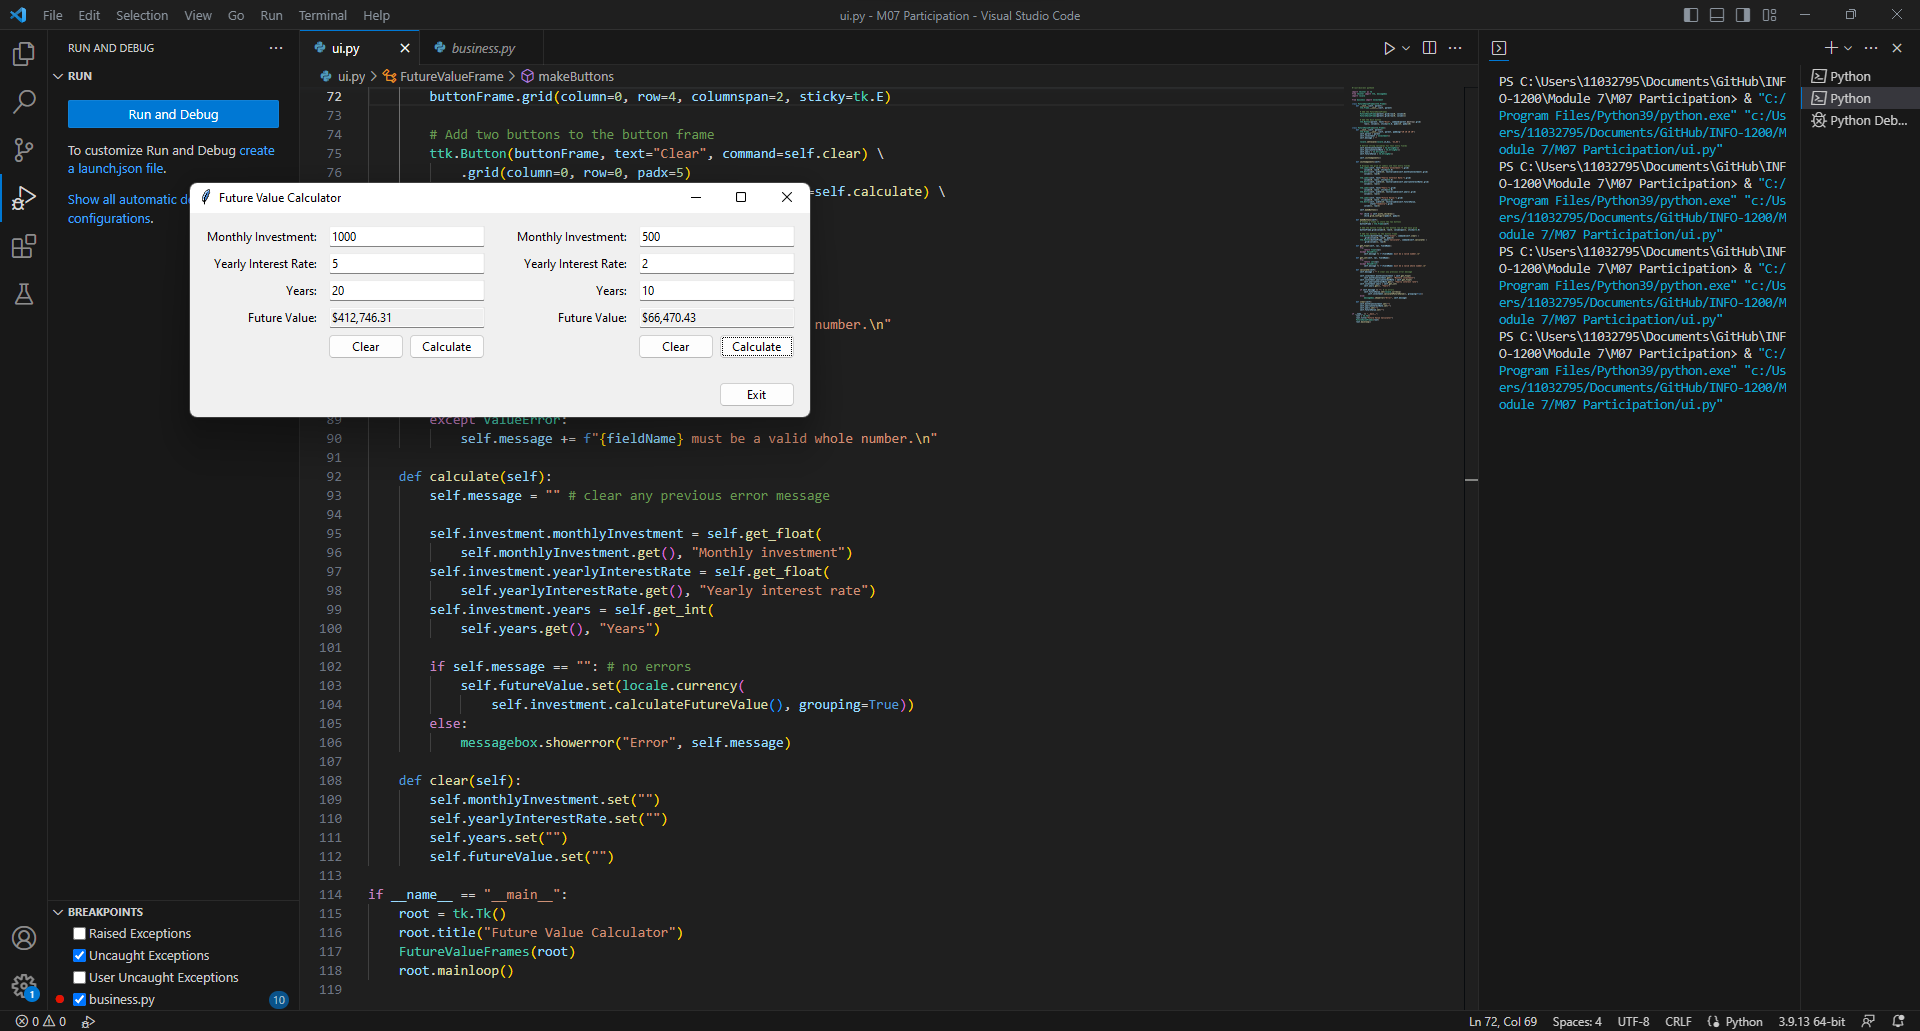 File Edit Selection View Go Run Terminal Help
ui.py - M07 Participation - Visual Studio Code
RUN AND DEBUG
RUN
Run and Debug
To customize Run and Debug create
a launch.json file.
Show all automatic de
configurations.
BREAKPOINTS
Raised Exceptions
Uncaught Exceptions
User Uncaught Exceptions
business.py 10
1
ui.py
business.py
ui.py > FutureValueFrame > makeButtons
72 buttonFrame.grid(column=0, row=4, columnspan=2, sticky=tk.E)
73
74 # Add two buttons to the button frame
75 ttk.Button(buttonFrame, text="Clear", command=self.clear) \
76 .grid(column=0, row=0, padx=5)
=self.calculate) \
number.\n"
Future Value Calculator
Monthly Investment: 1000 Monthly Investment: 500
Yearly Interest Rate: 5 Yearly Interest Rate: 2
Years: 20 Years: 10
Future Value: $412,746.31 Future Value: $66,470.43
Clear Calculate Clear Calculate
Exit
89 except ValueError:
90 self.message += f"{fieldName} must be a valid whole number.\n"
91
92 def calculate(self):
93 self.message = "" # clear any previous error message
94
95 self.investment.monthlyInvestment = self.get_float(
96 self.monthlyInvestment.get(), "Monthly investment")
97 self.investment.yearlyInterestRate = self.get_float(
98 self.yearlyInterestRate.get(), "Yearly interest rate")
99 self.investment.years = self.get_int(
100 self.years.get(), "Years")
101
102 if self.message == "": # no errors
103 self.futureValue.set(locale.currency(
104 self.investment.calculateFutureValue(), grouping=True))
105 else:
106 messagebox.showerror("Error", self.message)
107
108 def clear(self):
109 self.monthlyInvestment.set("")
110 self.yearlyInterestRate.set("")
111 self.years.set("")
112 self.futureValue.set("")
113
114 if __name__ == "__main__":
115 root = tk.Tk()
116 root.title("Future Value Calculator")
117 FutureValueFrames(root)
118 root.mainloop()
119
PS C:\Users\11032795\Documents\GitHub\INF
O-1200\Module 7\M07 Participation> & "C:/
Program Files/Python39/python.exe" "c:/Us
ers/11032795/Documents/GitHub/INFO-1200/M
odule 7/M07 Participation/ui.py"
PS C:\Users\11032795\Documents\GitHub\INF
O-1200\Module 7\M07 Participation> & "C:/
Program Files/Python39/python.exe" "c:/Us
ers/11032795/Documents/GitHub/INFO-1200/M
odule 7/M07 Participation/ui.py"
PS C:\Users\11032795\Documents\GitHub\INF
O-1200\Module 7\M07 Participation> & "C:/
Program Files/Python39/python.exe" "c:/Us
ers/11032795/Documents/GitHub/INFO-1200/M
odule 7/M07 Participation/ui.py"
PS C:\Users\11032795\Documents\GitHub\INF
O-1200\Module 7\M07 Participation> & "C:/
Program Files/Python39/python.exe" "c:/Us
ers/11032795/Documents/GitHub/INFO-1200/M
odule 7/M07 Participation/ui.py"
Python
Python
Python Deb...
0 0
Ln 72, Col 69 Spaces: 4 UTF-8 CRLF Python 3.9.13 64-bit